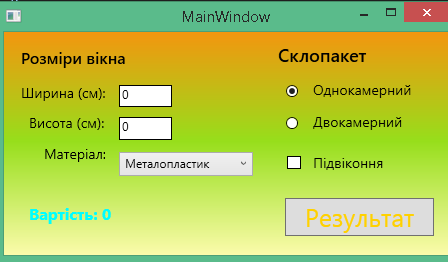 MainWindow
Розміри вікна
Склопакет
Ширина (см): 0
Однокамерний
Висота (см): 0
Двокамерний
Матеріал: Металопластик
Підвіконня
Вартість: 0
Результат